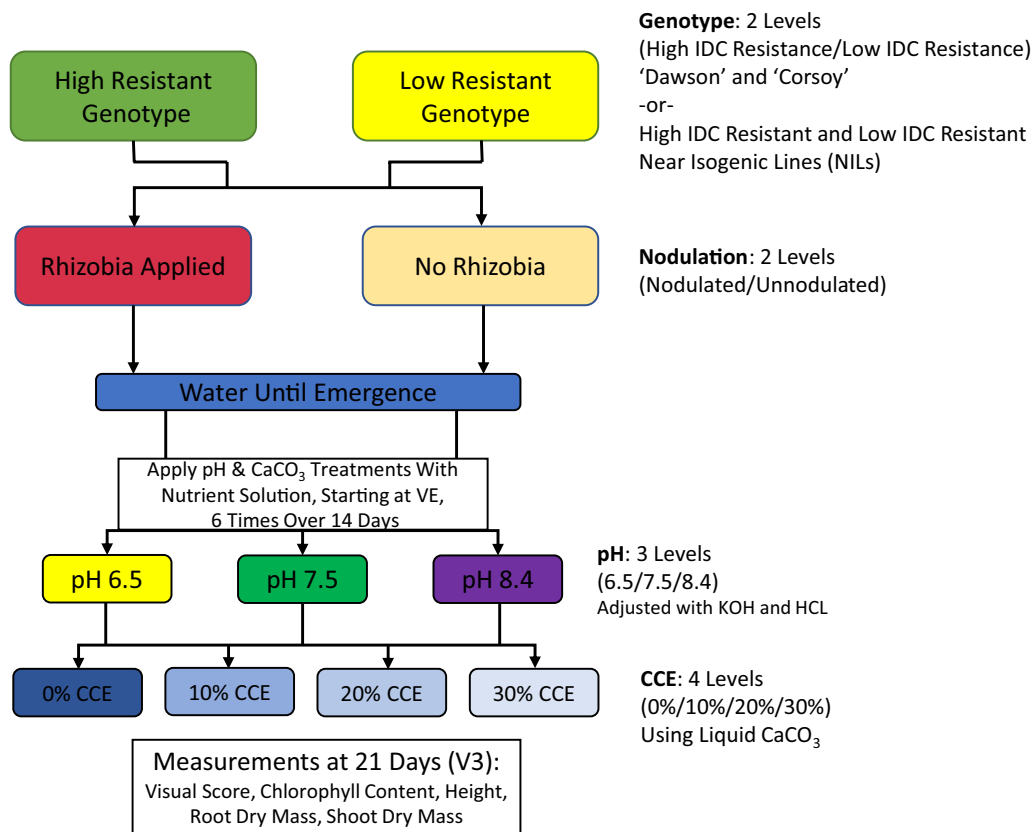 High Resistant
Genotype
Low Resistant
Genotype
Genotype: 2 Levels
(High IDC Resistance/Low IDC Resistance)
‘Dawson’ and ‘Corsoy’
-or-
High IDC Resistant and Low IDC Resistant
Near Isogenic Lines (NILs)
Rhizobia Applied
No Rhizobia
Nodulation: 2 Levels
(Nodulated/Unnodulated)
Water Until Emergence
Apply pH & CaCO₃ Treatments With
Nutrient Solution, Starting at VE,
6 Times Over 14 Days
pH 6.5
pH 7.5
pH 8.4
pH: 3 Levels
(6.5/7.5/8.4)
Adjusted with KOH and HCL
0% CCE
10% CCE
20% CCE
30% CCE
CCE: 4 Levels
(0%/10%/20%/30%)
Using Liquid CaCO₃
Measurements at 21 Days (V3):
Visual Score, Chlorophyll Content, Height,
Root Dry Mass, Shoot Dry Mass